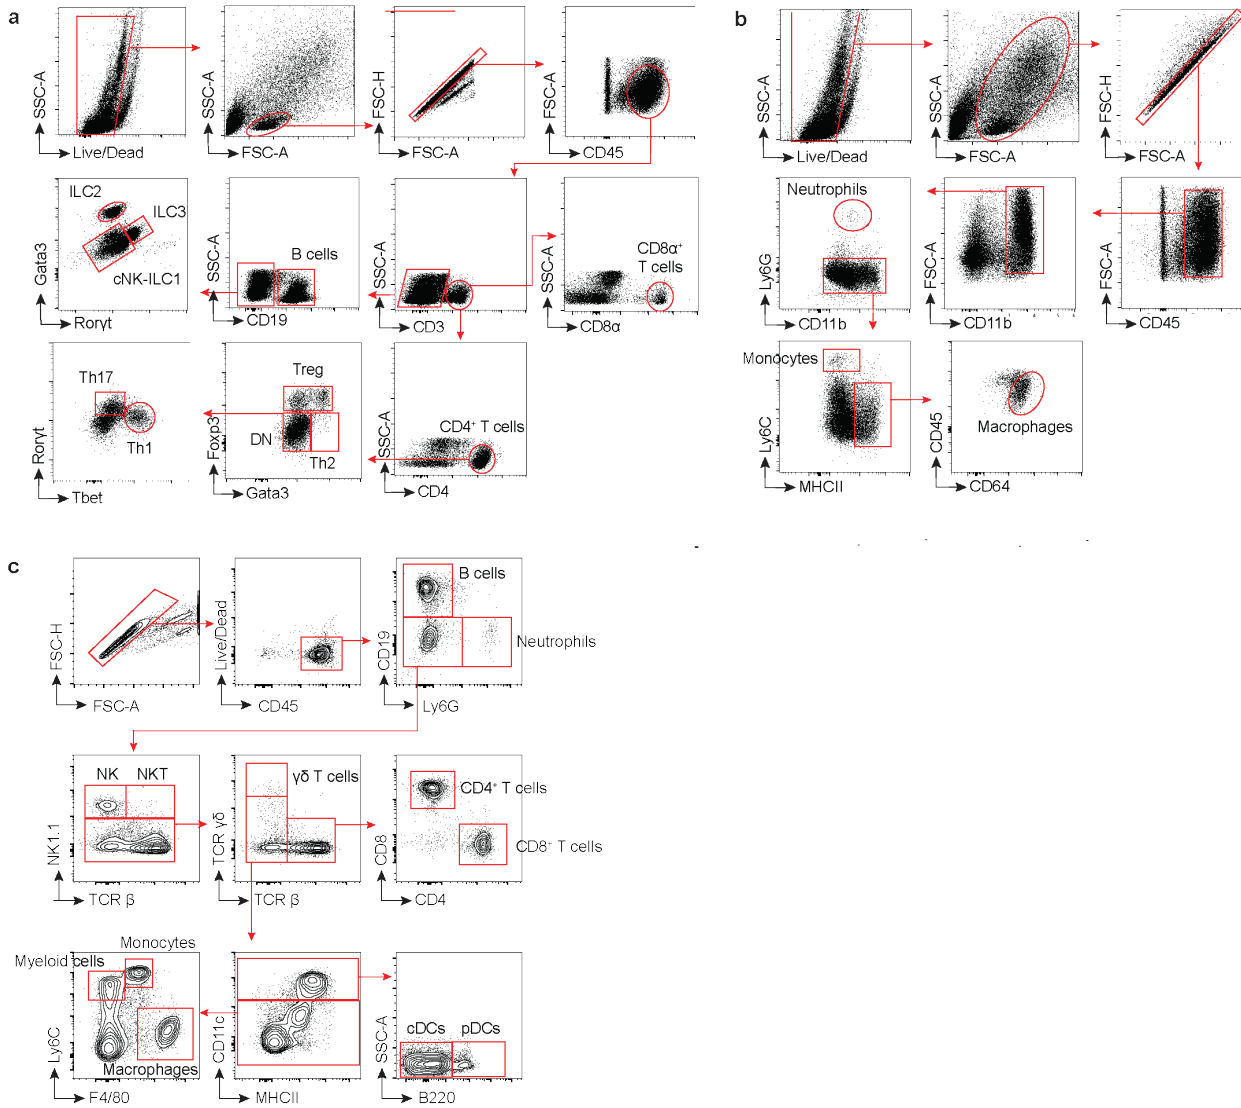 a
SSC-A
Live/Dead
SSC-A
FSC-A
FSC-H
FSC-A
FSC-A
CD45
ILC2
ILC3
cNK-ILC1
Gata3
Rorγt
B cells
SSC-A
CD19
SSC-A
CD3
CD8α⁺
T cells
SSC-A
CD8α
Th17
Th1
Rorγt
Tbet
Treg
DN
Th2
Foxp3
Gata3
CD4⁺ T cells
SSC-A
CD4
b
SSC-A
Live/Dead
SSC-A
FSC-A
FSC-H
FSC-A
Neutrophils
Ly6G
CD11b
FSC-A
CD11b
FSC-A
CD45
Monocytes
Ly6C
MHCII
Macrophages
CD45
CD64
c
FSC-H
FSC-A
Live/Dead
CD45
B cells
Neutrophils
CD19
Ly6G
NK
NKT
NK1.1
TCR β
γδ T cells
TCR γδ
TCR β
CD4⁺ T cells
CD8⁺ T cells
CD8
CD4
Monocytes
Myeloid cells
Macrophages
Ly6C
F4/80
CD11c
MHCII
cDCs
pDCs
SSC-A
B220